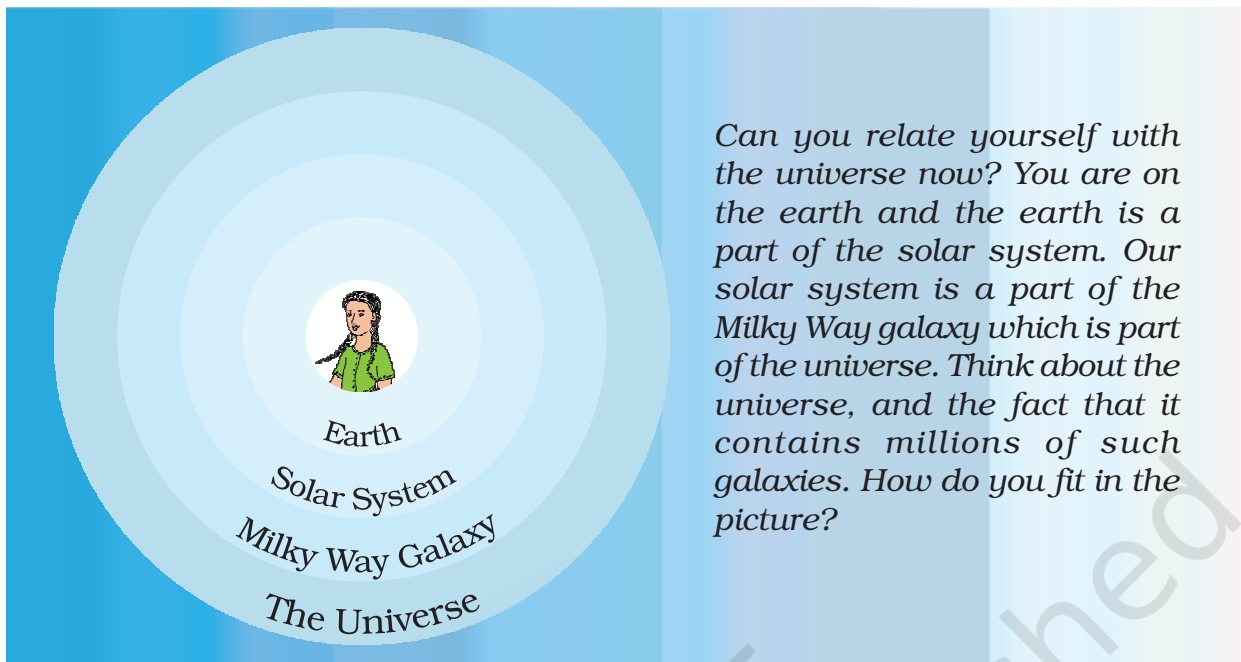 Earth
Solar System
Milky Way Galaxy
The Universe
Can you relate yourself with
the universe now? You are on
the earth and the earth is a
part of the solar system. Our
solar system is a part of the
Milky Way galaxy which is part
of the universe. Think about the
universe, and the fact that it
contains millions of such
galaxies. How do you fit in the
picture?